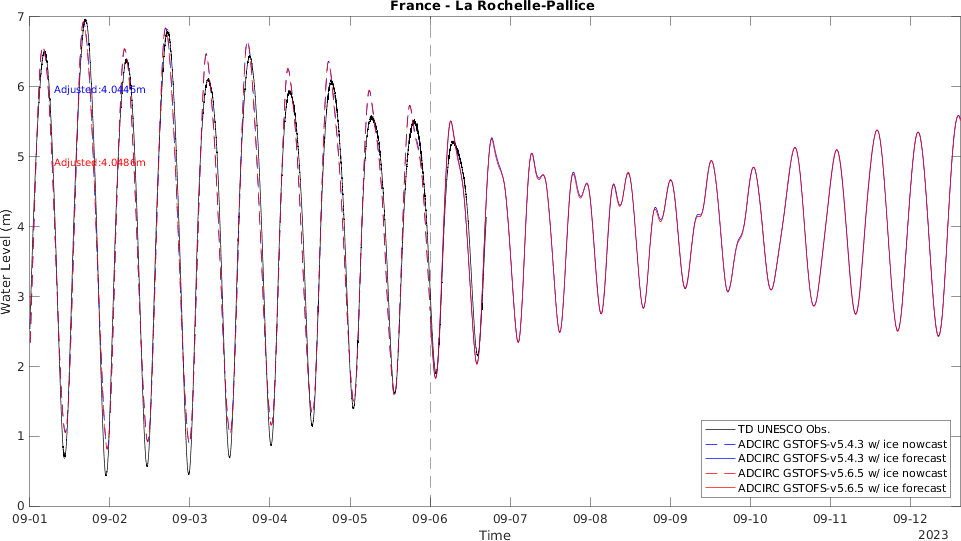 France - La Rochelle-Pallice
Water Level (m)
7
6
5
4
3
2
1
0
Adjusted:4.0445m
Adjusted:4.0486m
TD UNESCO Obs.
ADCIRC GSTOFS-v5.4.3 w/ ice nowcast
ADCIRC GSTOFS-v5.4.3 w/ ice forecast
ADCIRC GSTOFS-v5.6.5 w/ ice nowcast
ADCIRC GSTOFS-v5.6.5 w/ ice forecast
09-01 09-02 09-03 09-04 09-05 09-06 09-07 09-08 09-09 09-10 09-11 09-12
Time
2023